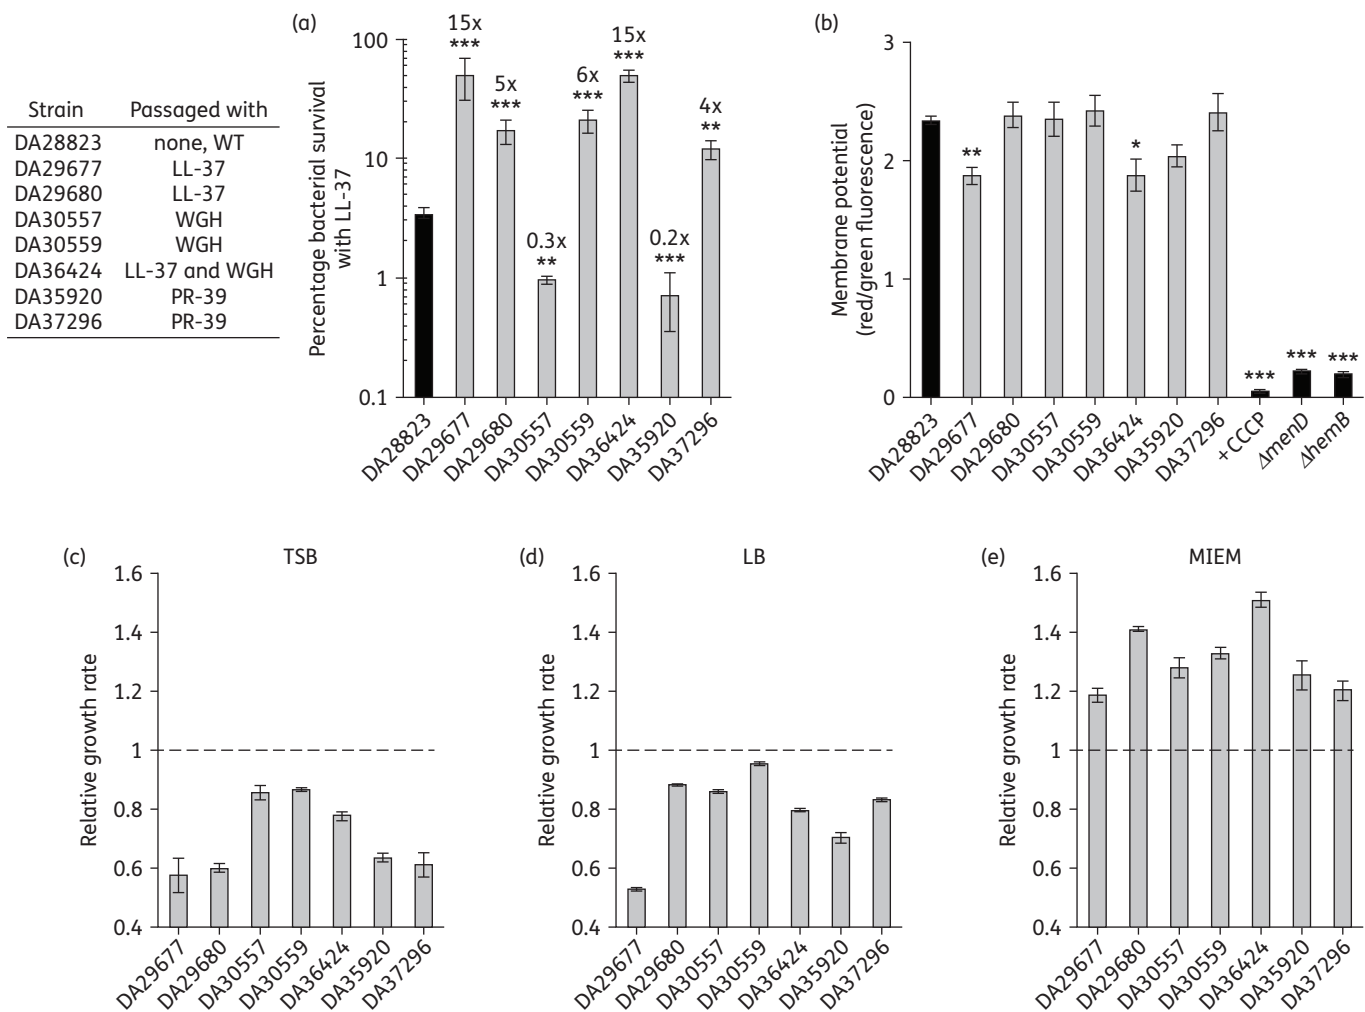 Strain Passaged with
DA28823 none, WT
DA29677 LL-37
DA29680 LL-37
DA30557 WGH
DA30559 WGH
DA36424 LL-37 and WGH
DA35920 PR-39
DA37296 PR-39
(a)
Percentage bacterial survival
with LL-37
100
10
1
0.1
15x
***
5x
***
0.3x
**
6x
***
15x
***
0.2x
***
4x
**
DA28823
DA29677
DA29680
DA30557
DA30559
DA36424
DA35920
DA37296
(b)
Membrane potential
(red/green fluorescence)
3
2
1
0
**
*
***
***
***
DA28823
DA29677
DA29680
DA30557
DA30559
DA36424
DA35920
DA37296
+CCCP
ΔmenD
ΔhemB
(c)
TSB
Relative growth rate
1.6
1.4
1.2
1
0.8
0.6
0.4
DA29677
DA29680
DA30557
DA30559
DA36424
DA35920
DA37296
(d)
LB
Relative growth rate
1.6
1.4
1.2
1
0.8
0.6
0.4
DA29677
DA29680
DA30557
DA30559
DA36424
DA35920
DA37296
(e)
MIEM
Relative growth rate
1.6
1.4
1.2
1
0.8
0.6
0.4
DA29677
DA29680
DA30557
DA30559
DA36424
DA35920
DA37296